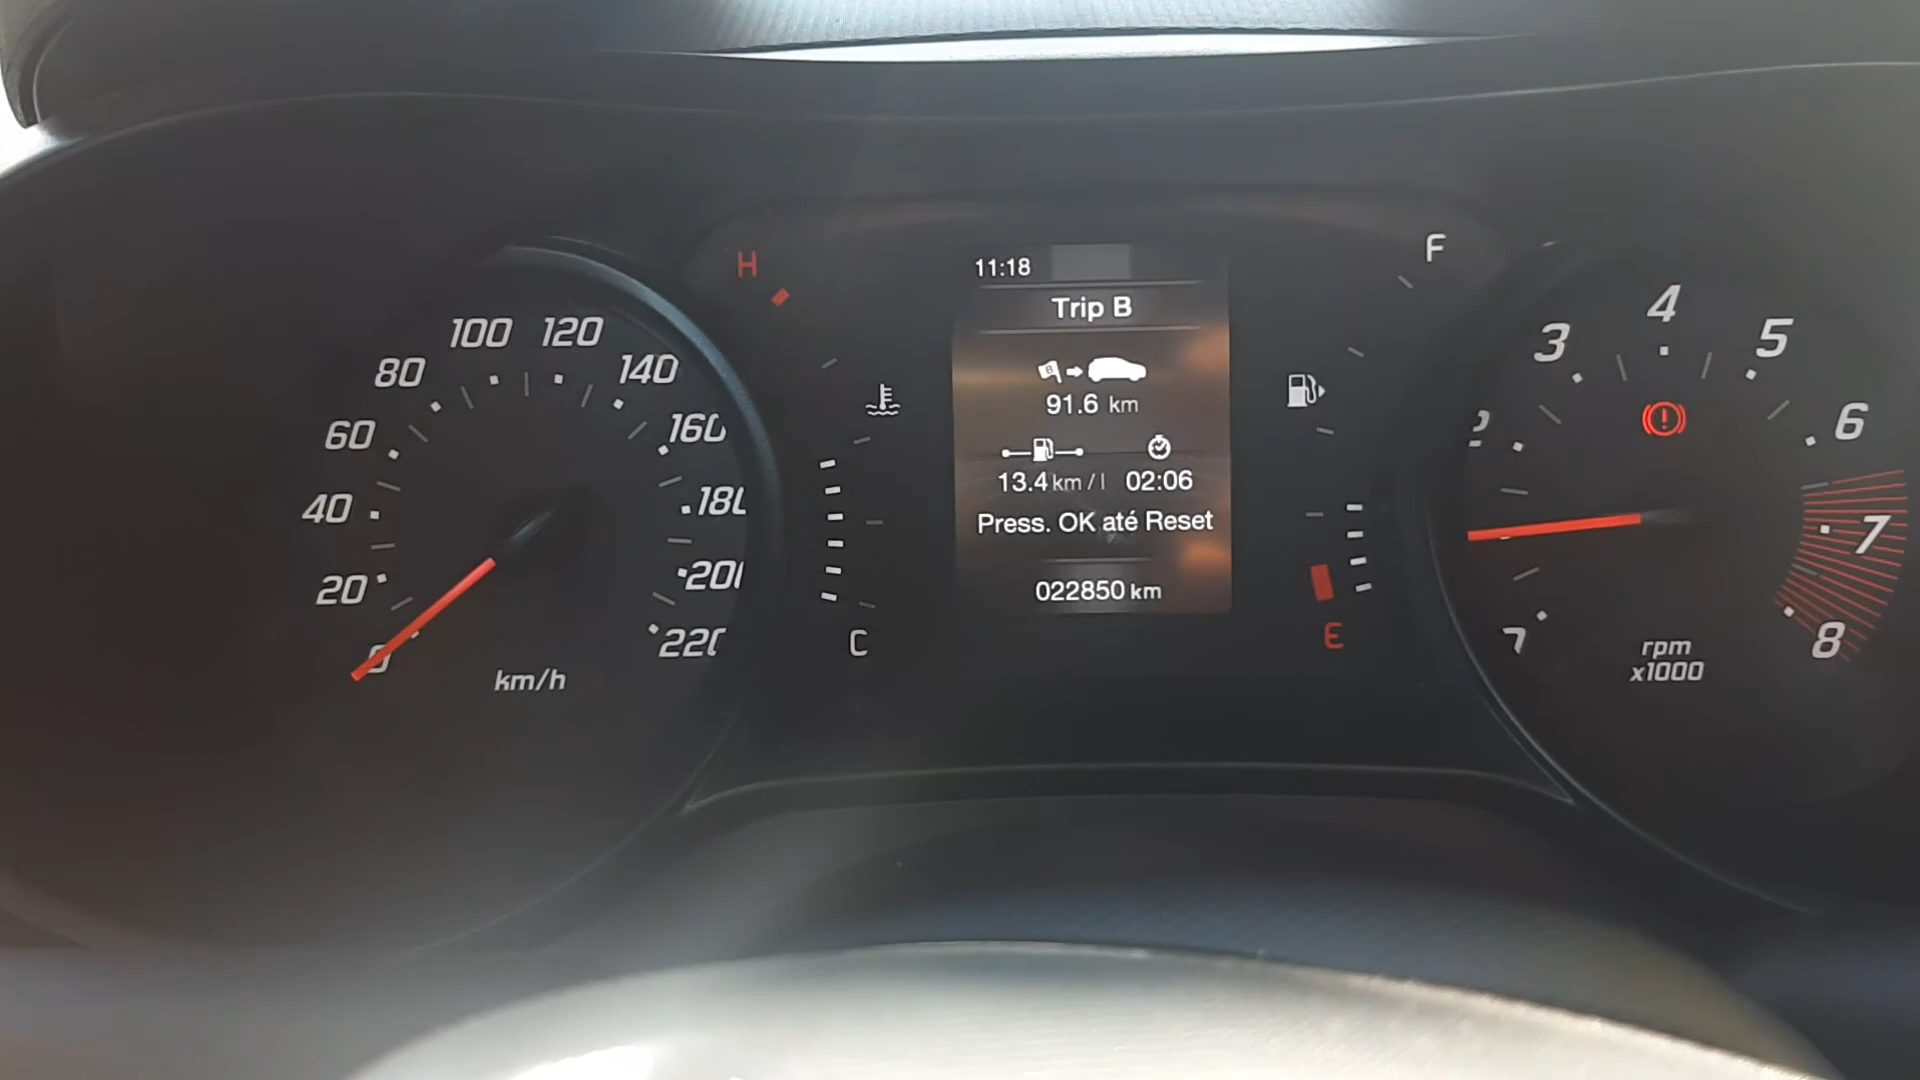 H
F
11:18
Trip B
B
91.6 km
13.4 km/l 02:06
Press. OK até Reset
022850 km
C
E
0
20
40
60
80
100
120
140
160
180
200
220
km/h
1
2
3
4
5
6
7
8
rpm
x1000